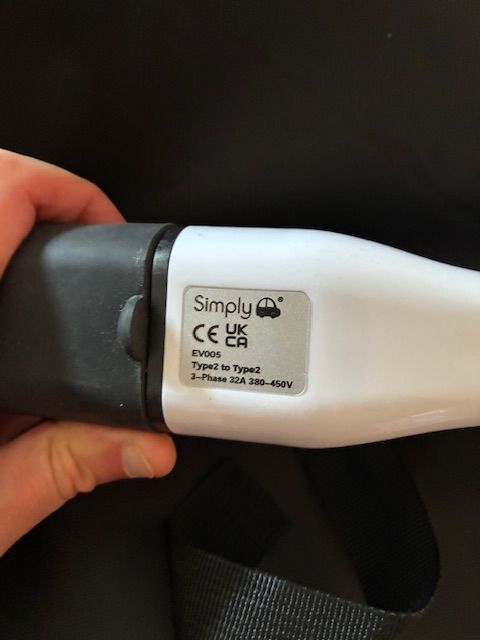 Simply®
CE UK
CA
EV005
Type2 to Type2
3-Phase 32A 380-450V